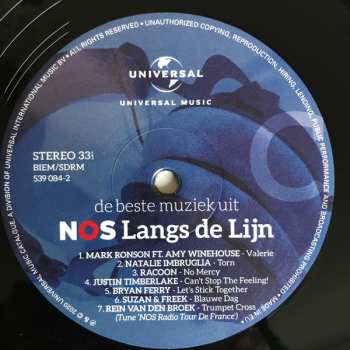 UNIVERSAL
UNIVERSAL MUSIC
STEREO 33⅓
BIEM/SDRM
539 084-2
de beste muziek uit
NOS Langs de Lijn
1. MARK RONSON FT. AMY WINEHOUSE - Valerie
2. NATALIE IMBRUGLIA - Torn
3. RACOON - No Mercy
4. JUSTIN TIMBERLAKE - Can't Stop The Feeling!
5. BRYAN FERRY - Let's Stick Together
6. SUZAN & FREEK - Blauwe Dag
7. REIN VAN DEN BROEK - Trumpet Cross
(Tune 'NOS Radio Tour De France')
℗ & © 2020 UNIVERSAL MUSIC CATALOGUE, A DIVISION OF UNIVERSAL INTERNATIONAL MUSIC BV • ALL RIGHTS RESERVED • UNAUTHORIZED COPYING, REPRODUCTION, HIRING, LENDING, PUBLIC PERFORMANCE AND BROADCASTING PROHIBITED • MADE IN E.U.